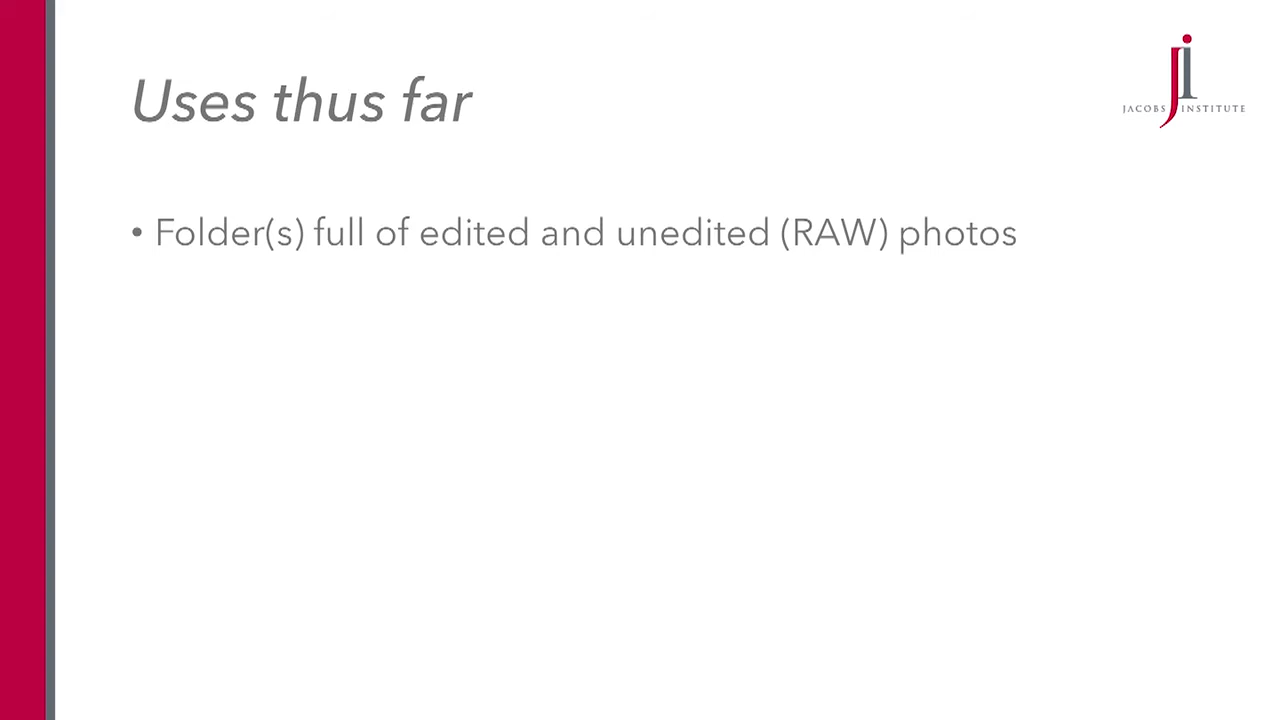 Uses thus far
JACOBS INSTITUTE
• Folder(s) full of edited and unedited (RAW) photos